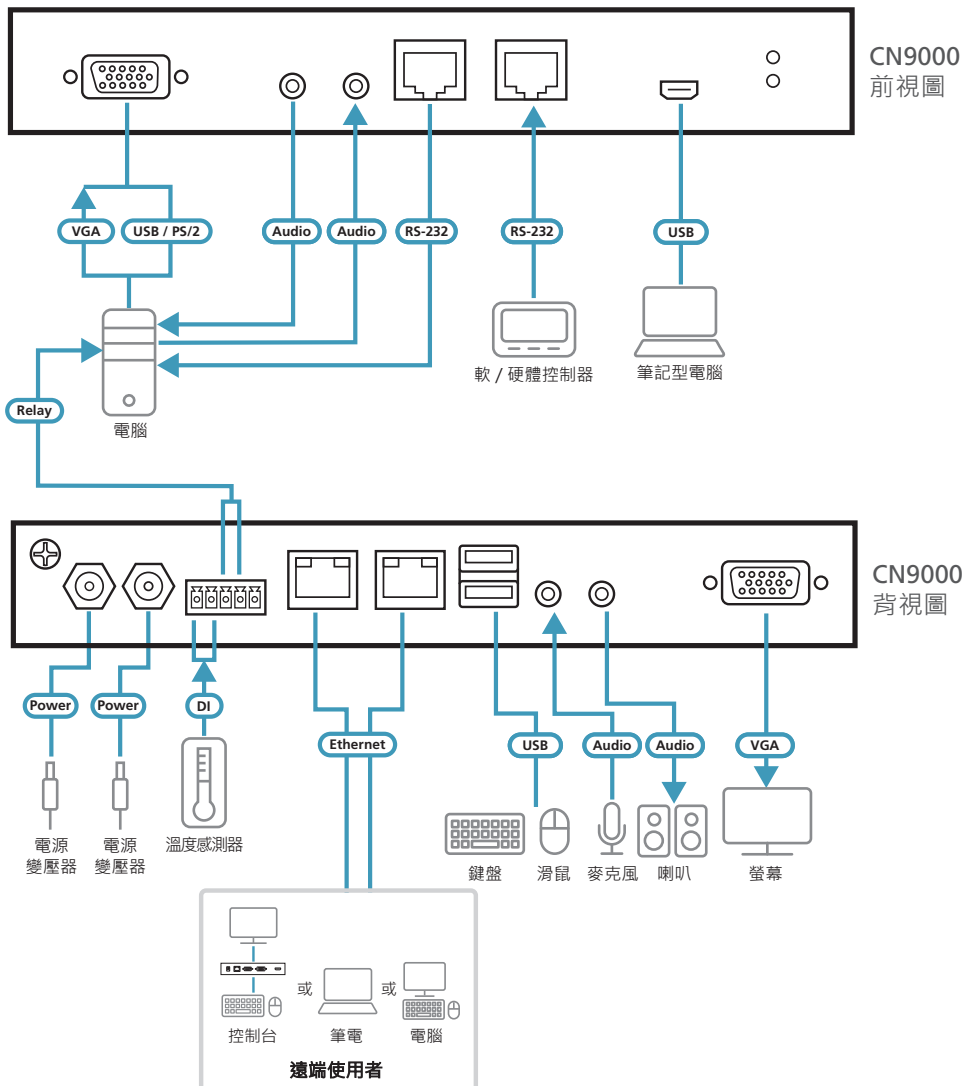 CN9000
前視圖
VGA
USB / PS/2
Audio
Audio
RS-232
RS-232
USB
軟 / 硬體控制器
筆記型電腦
Relay
電腦
CN9000
背視圖
Power
Power
DI
Ethernet
USB
Audio
Audio
VGA
電源
變壓器
電源
變壓器
溫度感測器
鍵盤
滑鼠
麥克風
喇叭
螢幕
或
或
控制台
筆電
電腦
遠端使用者